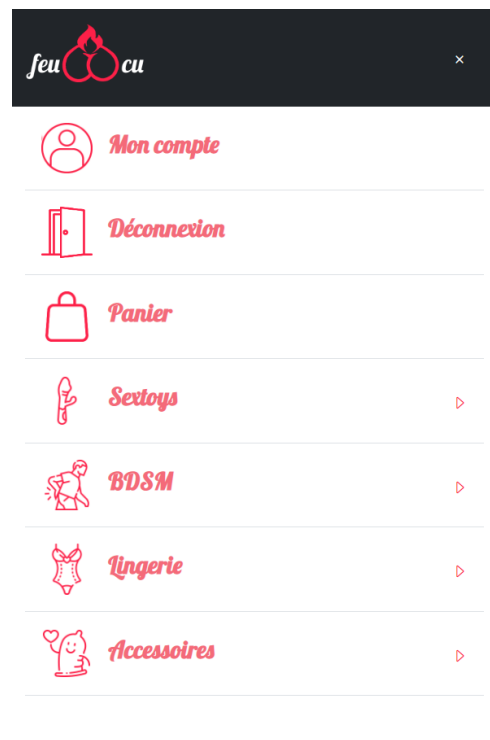 feu cu
×
Mon compte
Déconnexion
Panier
Sextoys
BDSM
Lingerie
Accessoires